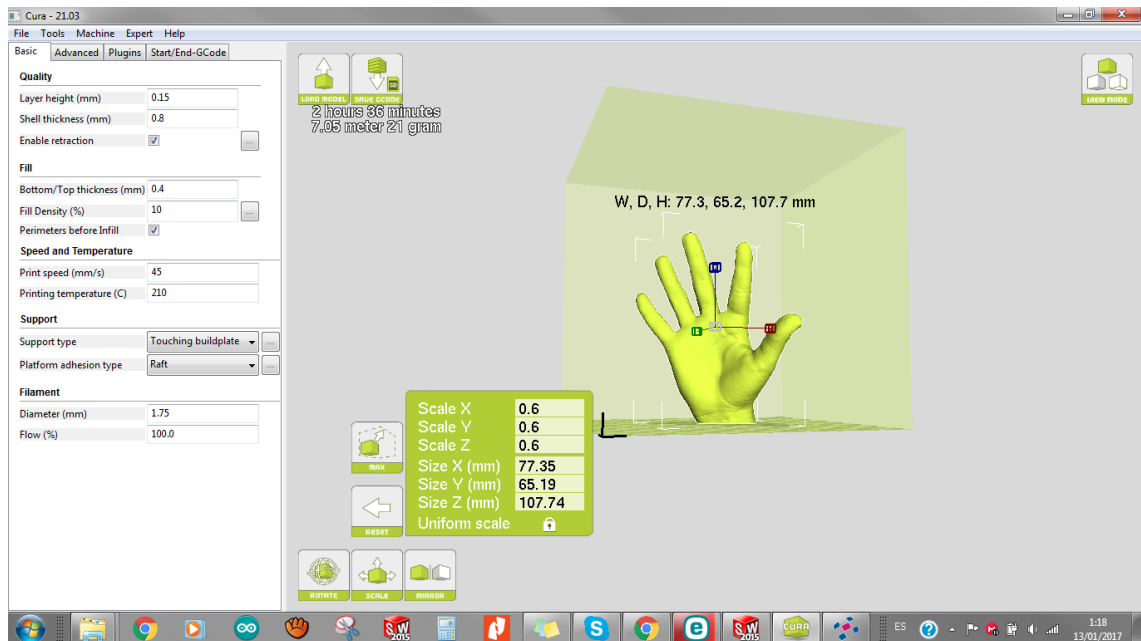 Cura - 21.03
File Tools Machine Expert Help
Basic Advanced Plugins Start/End-GCode
Quality
Layer height (mm) 0.15
Shell thickness (mm) 0.8
Enable retraction ...
Fill
Bottom/Top thickness (mm) 0.4
Fill Density (%) 10 ...
Perimeters before Infill
Speed and Temperature
Print speed (mm/s) 45
Printing temperature (C) 210
Support
Support type Touching buildplate ...
Platform adhesion type Raft ...
Filament
Diameter (mm) 1.75
Flow (%) 100.0
LOAD MODEL SAVE GCODE
SD
2 hours 36 minutes
7.05 meter 21 gram
VIEW MODE
W, D, H: 77.3, 65.2, 107.7 mm
Scale X 0.6
Scale Y 0.6
Scale Z 0.6
Size X (mm) 77.35
Size Y (mm) 65.19
Size Z (mm) 107.74
Uniform scale
MAX
RESET
ROTATE SCALE MIRROR
SW 2015
S
e
SW 2015
CURA
ES
1:18
13/01/2017